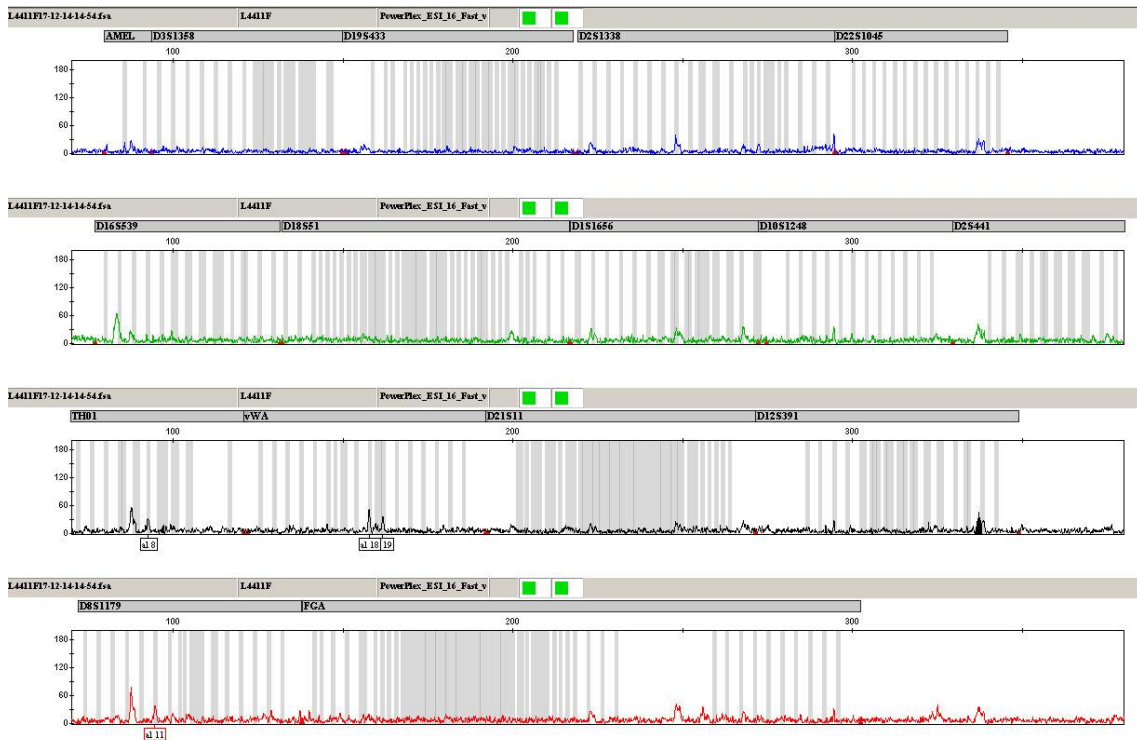 L4411F17-12-14-14-54.fsa L4411F PowerPlex_ESI_16_Fast_v
AMEL D3S1358 D19S433 D2S1338 D22S1045
100 200 300
180
120
60
0
L4411F17-12-14-14-54.fsa L4411F PowerPlex_ESI_16_Fast_v
D16S539 D18S51 D1S1656 D10S1248 D2S441
100 200 300
180
120
60
0
L4411F17-12-14-14-54.fsa L4411F PowerPlex_ESI_16_Fast_v
TH01 vWA D21S11 D12S391
100 200 300
180
120
60
0
al 8 al 18 19
L4411F17-12-14-14-54.fsa L4411F PowerPlex_ESI_16_Fast_v
D8S1179 FGA
100 200 300
180
120
60
0
al 11